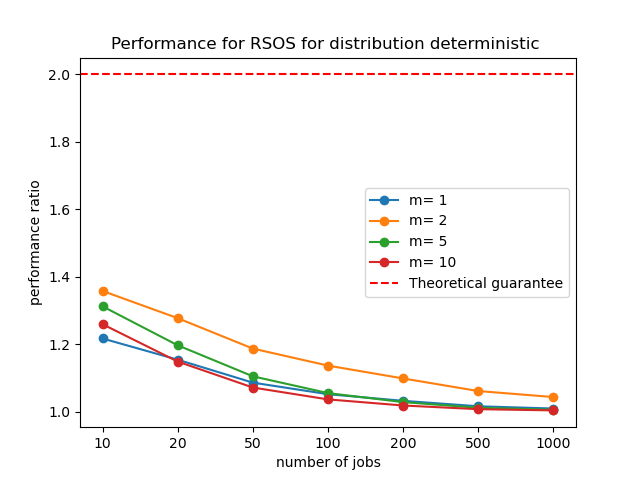 Performance for RSOS for distribution deterministic
2.0
1.8
1.6
1.4
1.2
1.0
performance ratio
m= 1
m= 2
m= 5
m= 10
Theoretical guarantee
10 20 50 100 200 500 1000
number of jobs